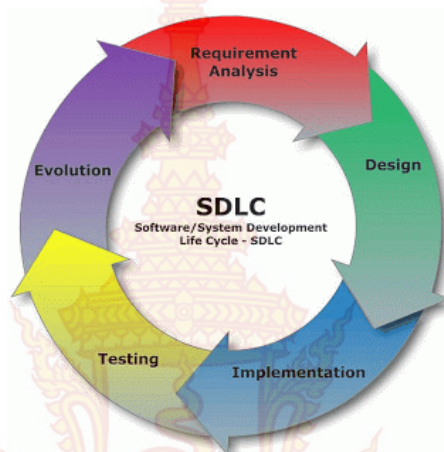 Requirement
Analysis
Design
Evolution
SDLC
Software/System Development
Life Cycle - SDLC
Testing
Implementation